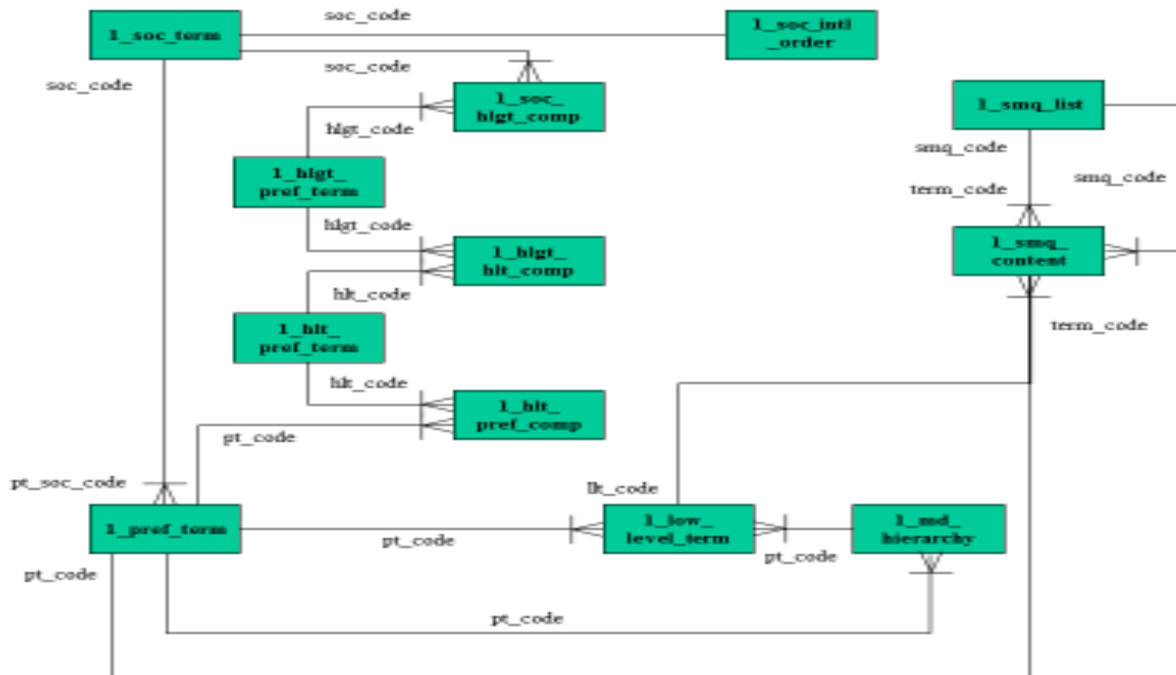 soc_code
1_soc_term
1_soc_intl
_order
soc_code
soc_code
1_soc_
hlgt_comp
1_smq_list
hlgt_code
smq_code
1_hlgt_
pref_term
smq_code
term_code
hlgt_code
1_hlgt_
hlt_comp
1_smq_
content
hlt_code
1_hlt_
pref_term
term_code
hlt_code
1_hlt_
pref_comp
pt_code
pt_soc_code
llt_code
1_pref_term
1_low_
level_term
1_md_
hierarchy
pt_code
pt_code
pt_code
pt_code